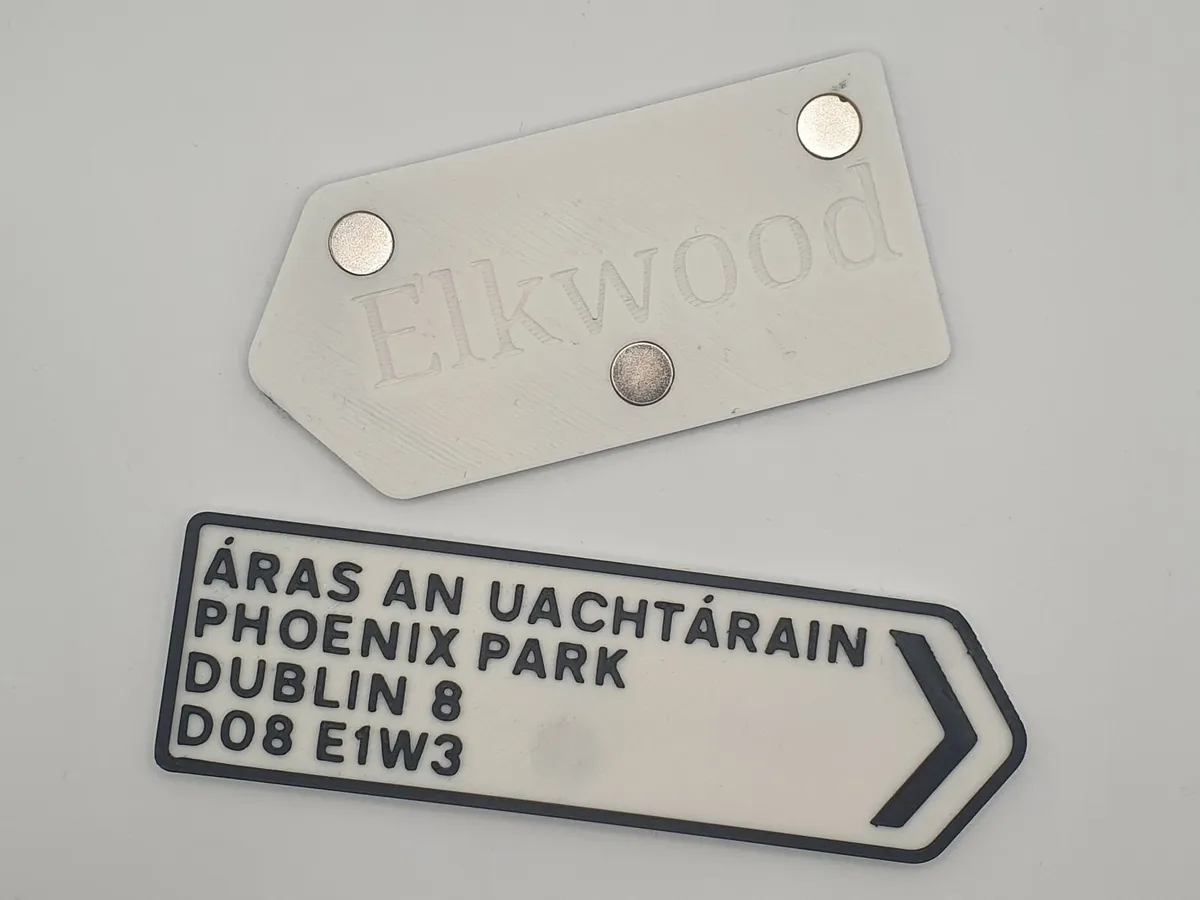 Elkwood
ÁRAS AN UACHTÁRAIN
PHOENIX PARK
DUBLIN 8
D08 E1W3